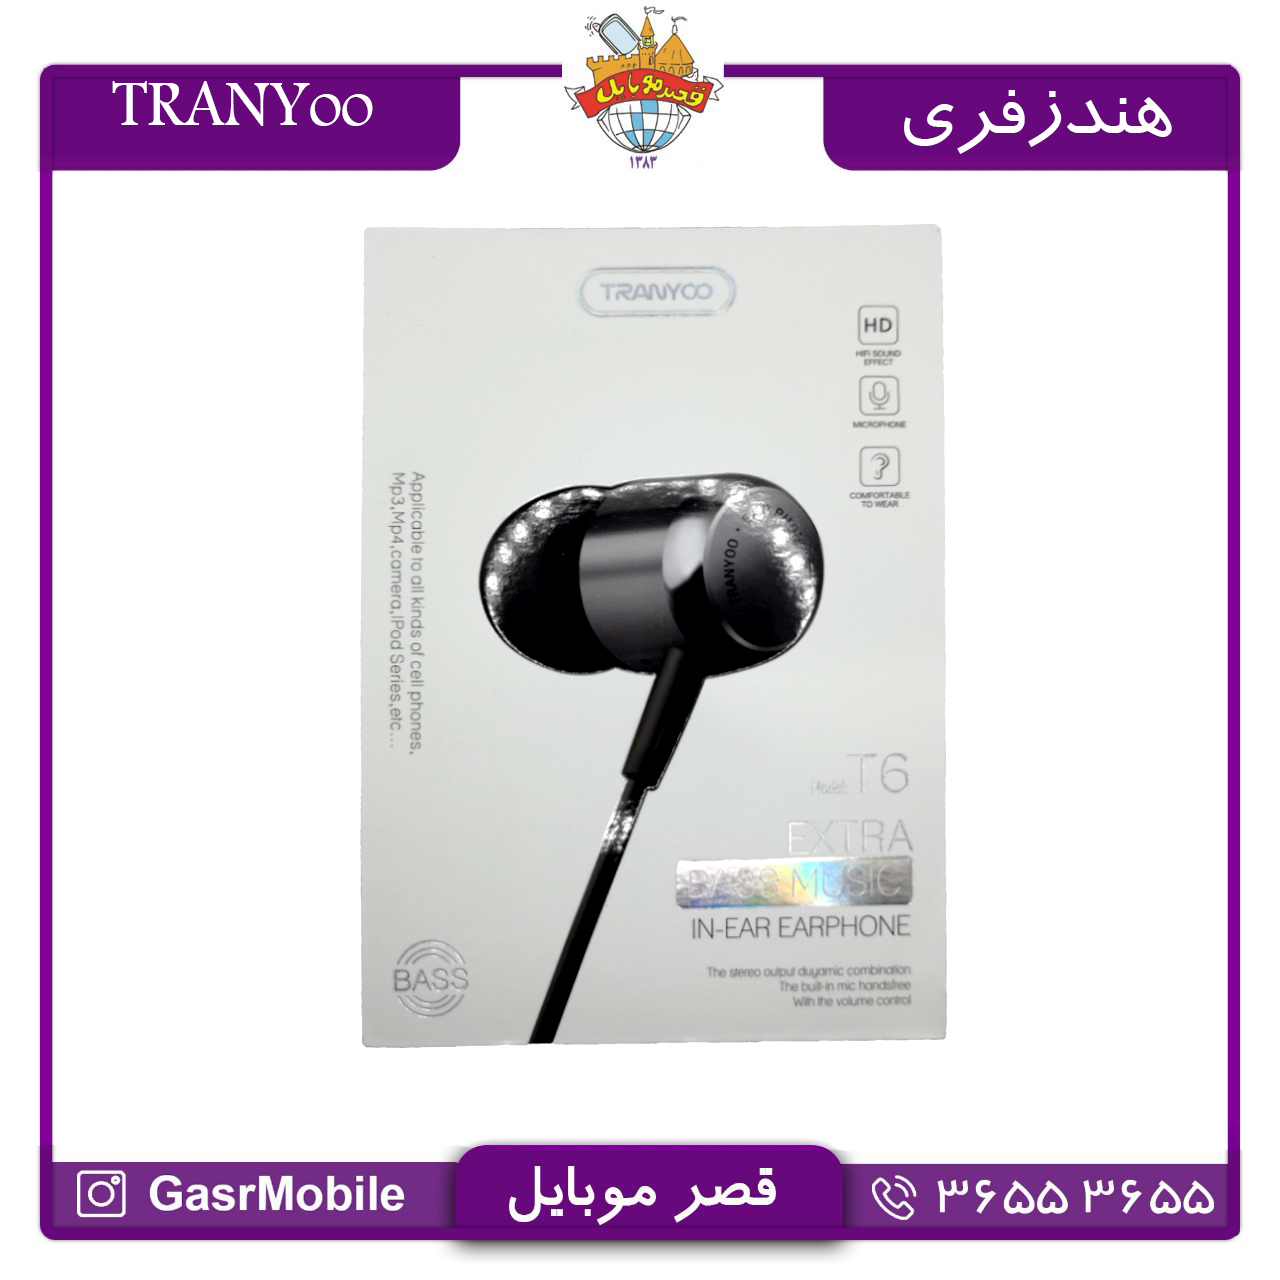 TRANYOO
قصر موبایل
۱۳۸۳
هندزفری
TRANYOO
HD
HIFI SOUND
EFFECT
MICROPHONE
COMFORTABLE
TO WEAR
Applicable to all kinds of cell phones,
Mp3,Mp4,camera,IPod Series,etc...
TRANYOO
Model: T6
EXTRA
BASS MUSIC
IN-EAR EARPHONE
The stereo output duyamic combination
The built-in mic handsfree
With the volume control
BASS
GasrMobile
قصر موبایل
۳۶۵۵ ۳۶۵۵